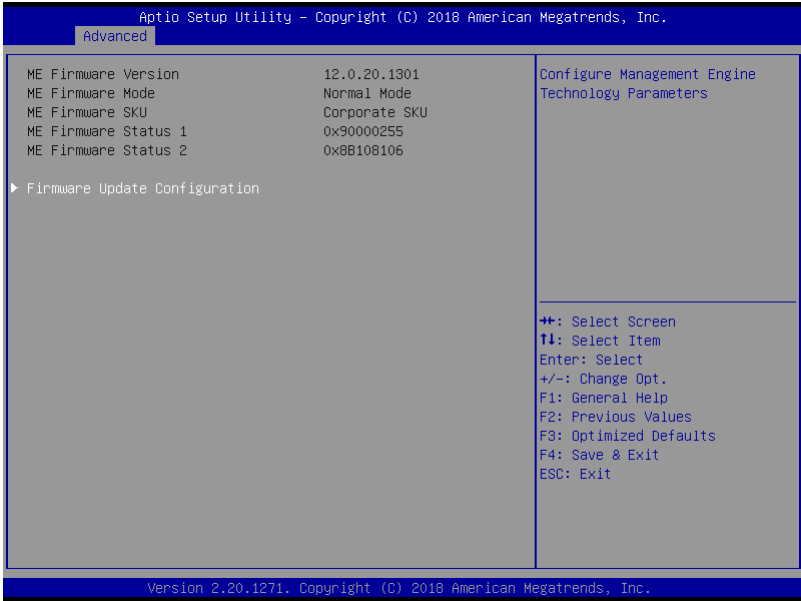 Aptio Setup Utility – Copyright (C) 2018 American Megatrends, Inc.
Advanced
ME Firmware Version 12.0.20.1301
ME Firmware Mode Normal Mode
ME Firmware SKU Corporate SKU
ME Firmware Status 1 0x90000255
ME Firmware Status 2 0x8B108106
▶ Firmware Update Configuration
Configure Management Engine
Technology Parameters
→←: Select Screen
↑↓: Select Item
Enter: Select
+/-: Change Opt.
F1: General Help
F2: Previous Values
F3: Optimized Defaults
F4: Save & Exit
ESC: Exit
Version 2.20.1271. Copyright (C) 2018 American Megatrends, Inc.